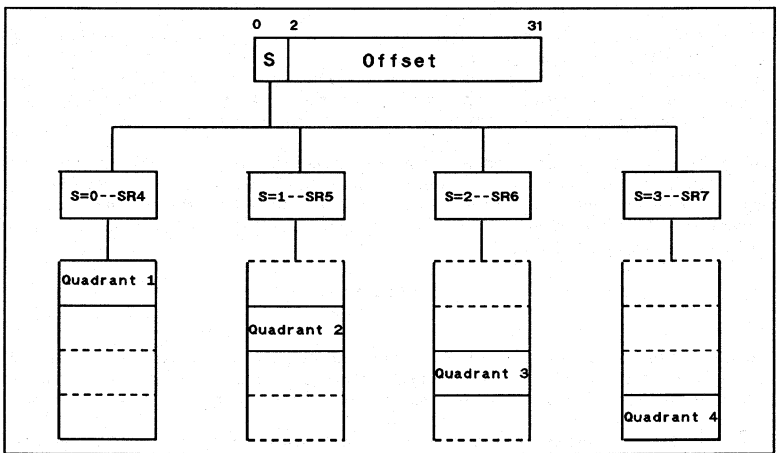 0 2 31
S Offset
S=0--SR4 S=1--SR5 S=2--SR6 S=3--SR7
Quadrant 1
Quadrant 2
Quadrant 3
Quadrant 4